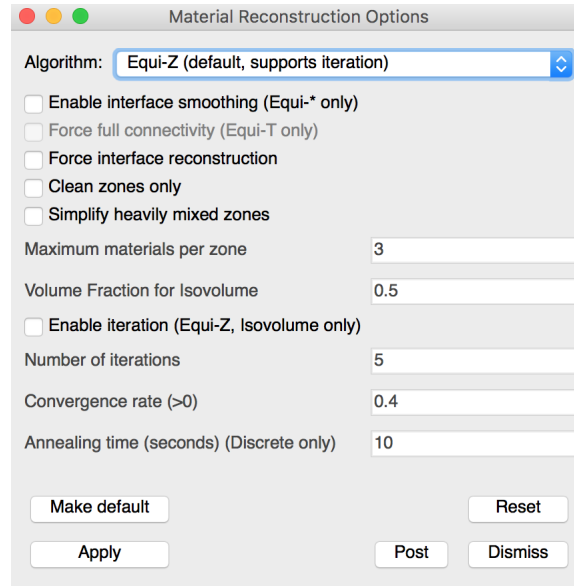 Material Reconstruction Options
Algorithm: Equi-Z (default, supports iteration)
Enable interface smoothing (Equi-* only)
Force full connectivity (Equi-T only)
Force interface reconstruction
Clean zones only
Simplify heavily mixed zones
Maximum materials per zone 3
Volume Fraction for Isovolume 0.5
Enable iteration (Equi-Z, Isovolume only)
Number of iterations 5
Convergence rate (>0) 0.4
Annealing time (seconds) (Discrete only) 10
Make default Reset
Apply Post Dismiss